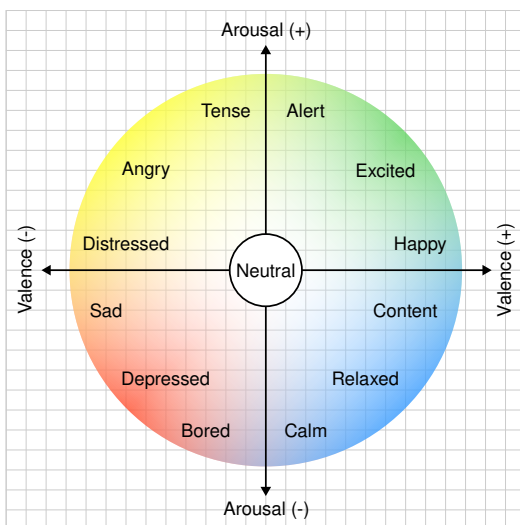 Arousal (+)
Tense
Alert
Angry
Excited
Distressed
Happy
Valence (-)
Neutral
Valence (+)
Sad
Content
Depressed
Relaxed
Bored
Calm
Arousal (-)